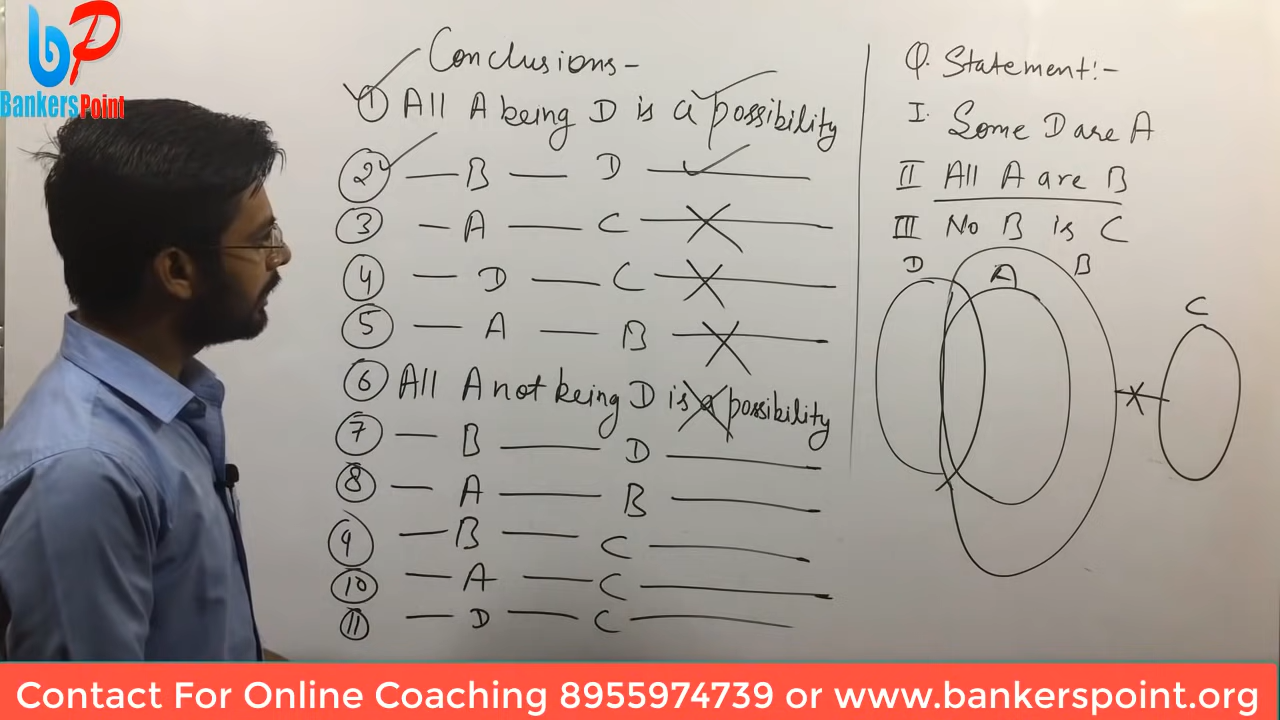 bP
BankersPoint
Conclusions-
① All A being D is a possibility
② — B — D —
③ — A — C —
④ — D — C —
⑤ — A — B —
⑥ All A not being D is a possibility
⑦ — B — D —
⑧ — A — B —
⑨ — B — C —
⑩ — A — C —
⑪ — D — C —
Q. Statement:-
I. Some D are A
II All A are B
III No B is C
D A B C
Contact For Online Coaching 8955974739 or www.bankerspoint.org